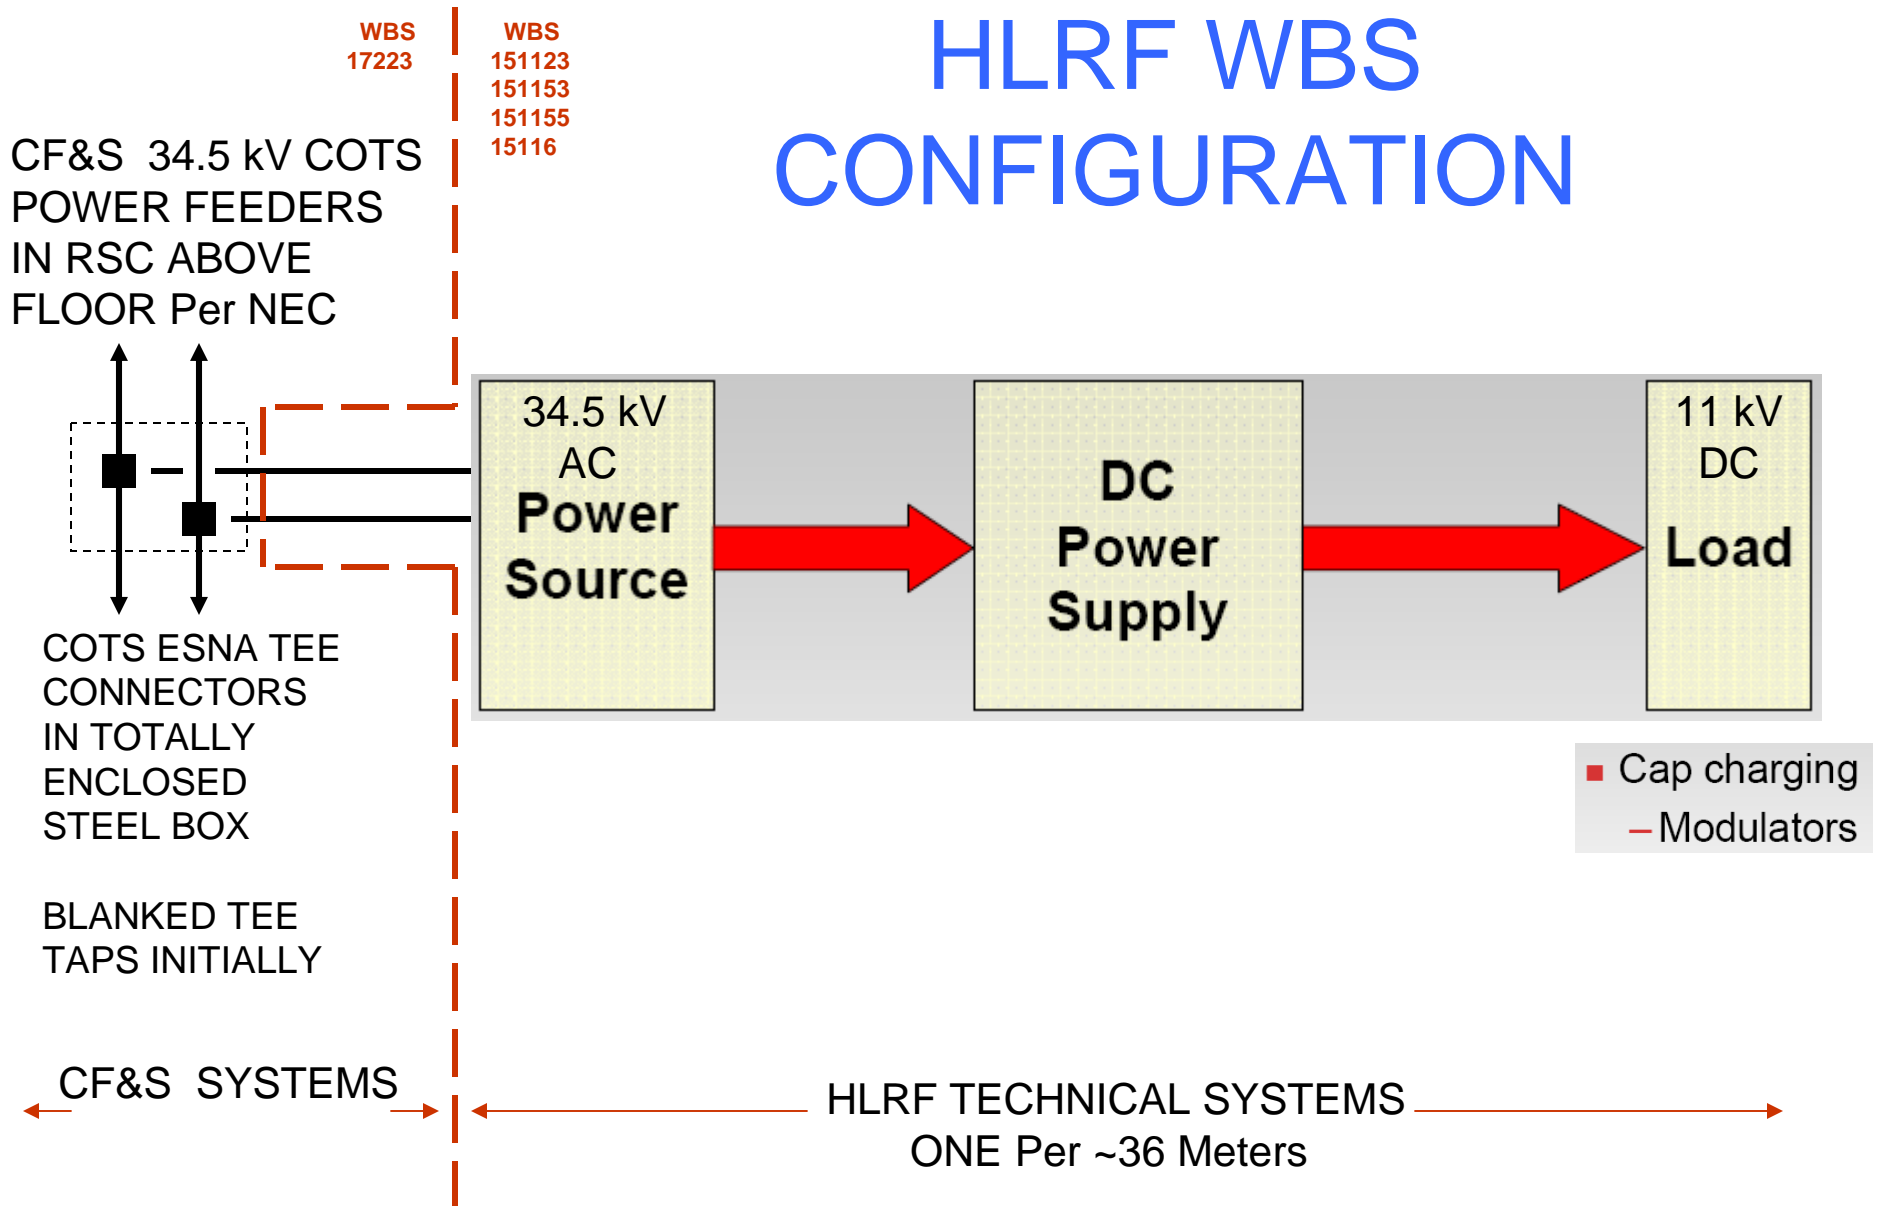 HLRF WBS
CONFIGURATION
WBS
17223
WBS
151123
151153
151155
15116
CF&S 34.5 kV COTS
POWER FEEDERS
IN RSC ABOVE
FLOOR Per NEC
34.5 kV
AC
Power
Source
DC
Power
Supply
11 kV
DC
Load
COTS ESNA TEE
CONNECTORS
IN TOTALLY
ENCLOSED
STEEL BOX
BLANKED TEE
TAPS INITIALLY
▪ Cap charging
– Modulators
CF&S SYSTEMS
HLRF TECHNICAL SYSTEMS
ONE Per ~36 Meters